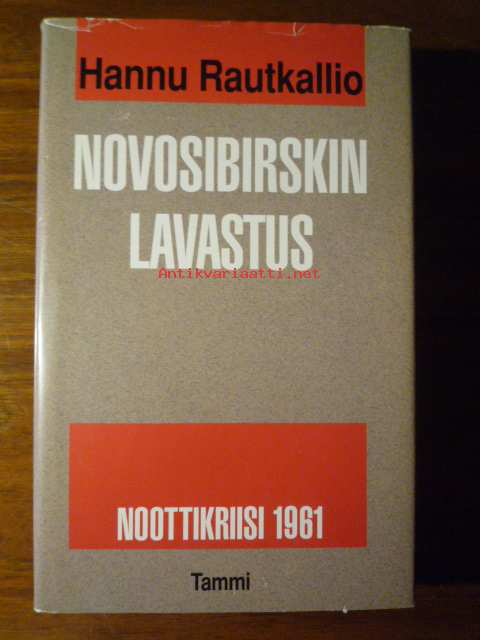 Hannu Rautkallio
NOVOSIBIRSKIN
LAVASTUS
Antikvariaatti.net
NOOTTIKRIISI 1961
Tammi